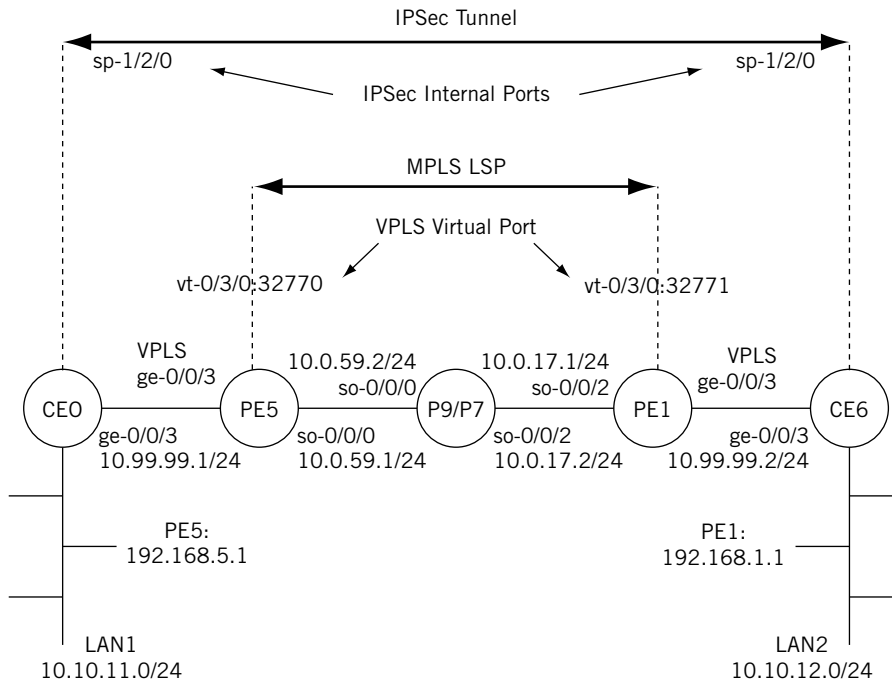 IPSec Tunnel
sp-1/2/0
sp-1/2/0
IPSec Internal Ports
MPLS LSP
VPLS Virtual Port
vt-0/3/0:32770
vt-0/3/0:32771
VPLS
ge-0/0/3
10.0.59.2/24
so-0/0/0
10.0.17.1/24
so-0/0/2
VPLS
ge-0/0/3
CE0
PE5
P9/P7
PE1
CE6
ge-0/0/3
10.99.99.1/24
so-0/0/0
10.0.59.1/24
so-0/0/2
10.0.17.2/24
ge-0/0/3
10.99.99.2/24
PE5:
192.168.5.1
PE1:
192.168.1.1
LAN1
10.10.11.0/24
LAN2
10.10.12.0/24